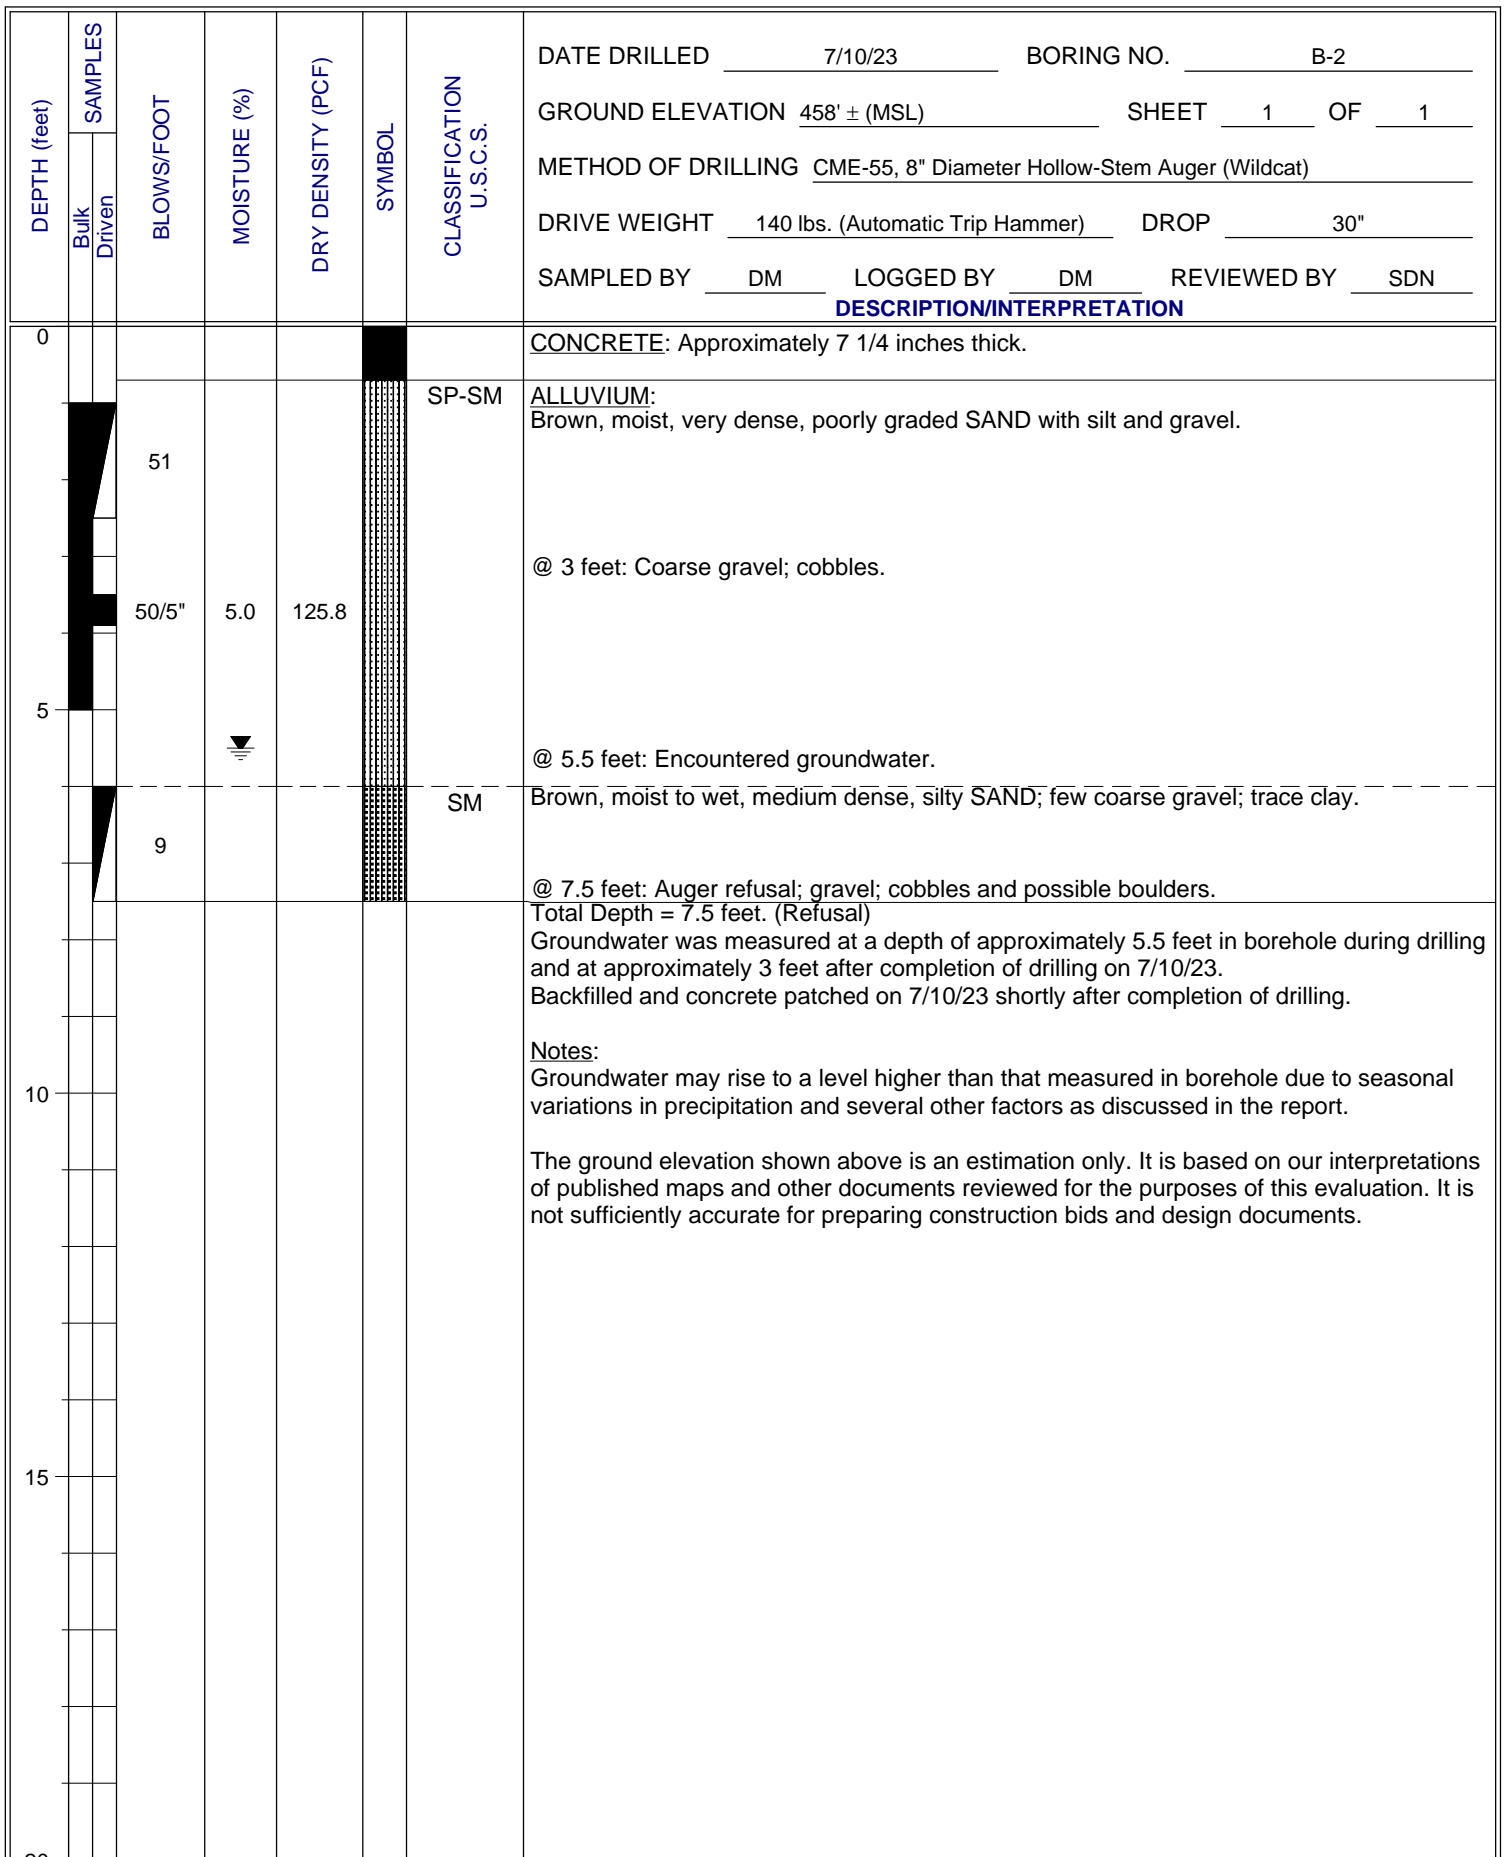 DEPTH (feet)
SAMPLES
Bulk
Driven
BLOWS/FOOT
MOISTURE (%)
DRY DENSITY (PCF)
SYMBOL
CLASSIFICATION
U.S.C.S.
DATE DRILLED 7/10/23 BORING NO. B-2
GROUND ELEVATION 458' ± (MSL) SHEET 1 OF 1
METHOD OF DRILLING CME-55, 8" Diameter Hollow-Stem Auger (Wildcat)
DRIVE WEIGHT 140 lbs. (Automatic Trip Hammer) DROP 30"
SAMPLED BY DM LOGGED BY DM REVIEWED BY SDN
DESCRIPTION/INTERPRETATION
0 CONCRETE: Approximately 7 1/4 inches thick.
SP-SM ALLUVIUM:
Brown, moist, very dense, poorly graded SAND with silt and gravel.
51
@ 3 feet: Coarse gravel; cobbles.
50/5" 5.0 125.8
5
@ 5.5 feet: Encountered groundwater.
SM Brown, moist to wet, medium dense, silty SAND; few coarse gravel; trace clay.
9
@ 7.5 feet: Auger refusal; gravel; cobbles and possible boulders.
Total Depth = 7.5 feet. (Refusal)
Groundwater was measured at a depth of approximately 5.5 feet in borehole during drilling
and at approximately 3 feet after completion of drilling on 7/10/23.
Backfilled and concrete patched on 7/10/23 shortly after completion of drilling.
Notes:
Groundwater may rise to a level higher than that measured in borehole due to seasonal
10
variations in precipitation and several other factors as discussed in the report.
The ground elevation shown above is an estimation only. It is based on our interpretations
of published maps and other documents reviewed for the purposes of this evaluation. It is
not sufficiently accurate for preparing construction bids and design documents.
15